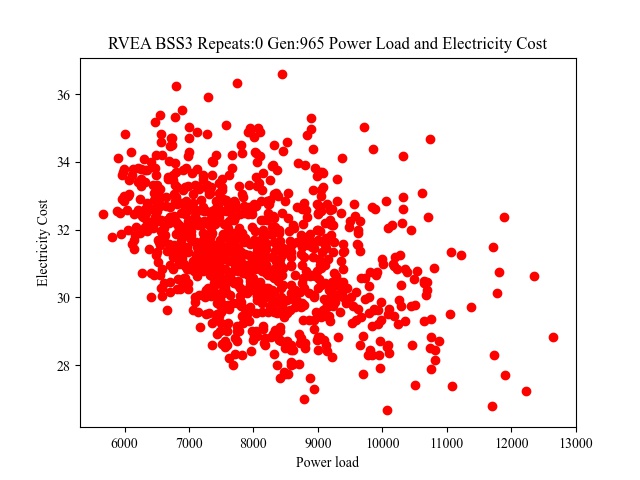 RVEA BSS3 Repeats:0 Gen:965 Power Load and Electricity Cost
36
34
32
30
28
Electricity Cost
6000 7000 8000 9000 10000 11000 12000 13000
Power load